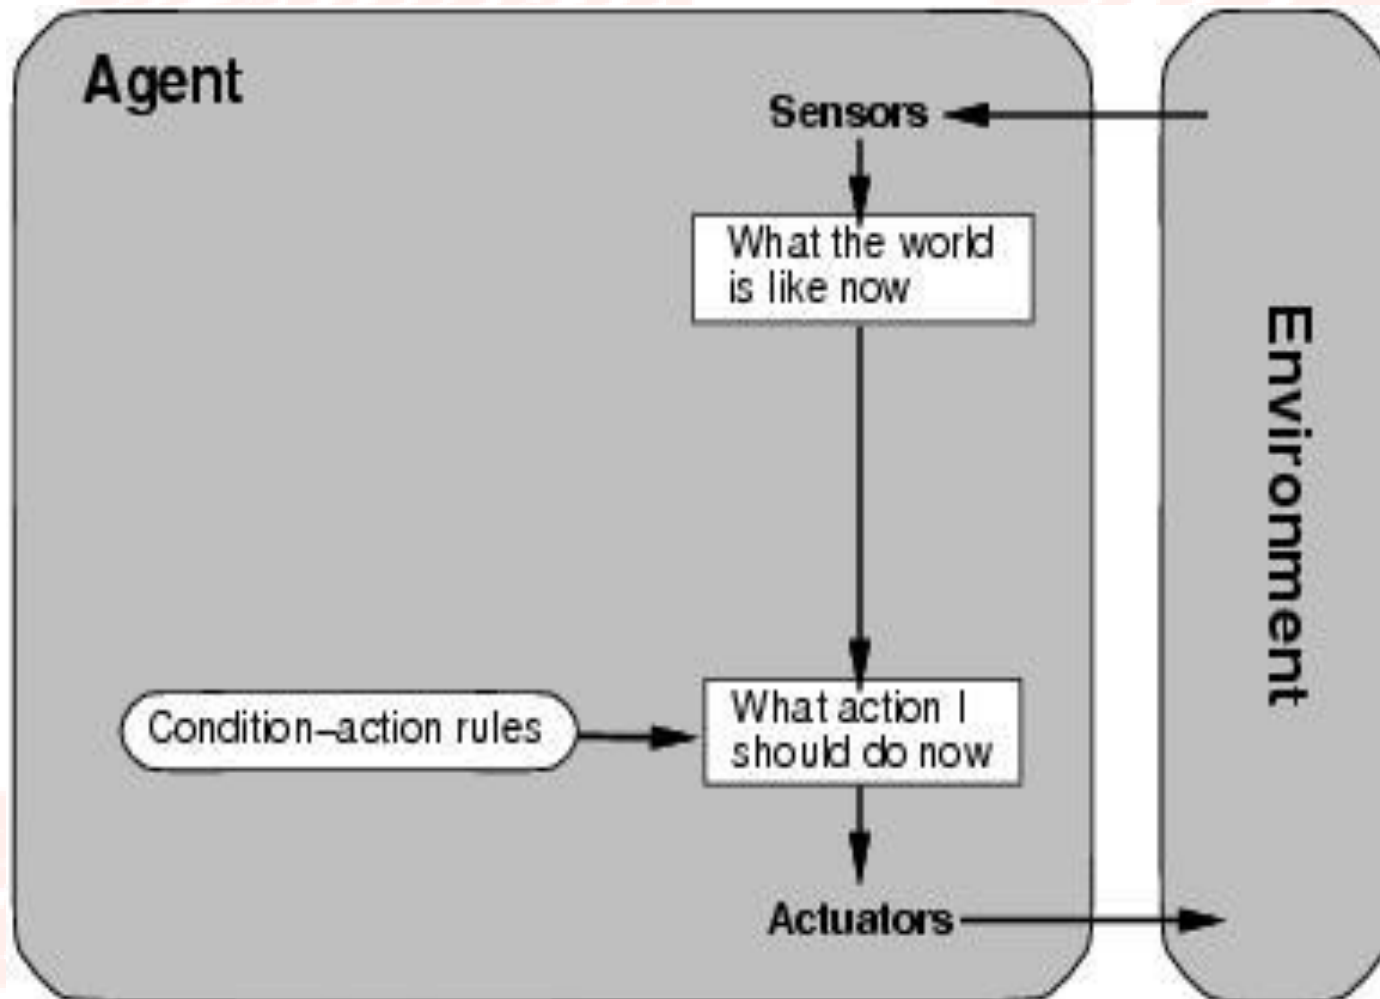 Agent
Sensors
What the world
is like now
Environment
Condition–action rules
What action I
should do now
Actuators